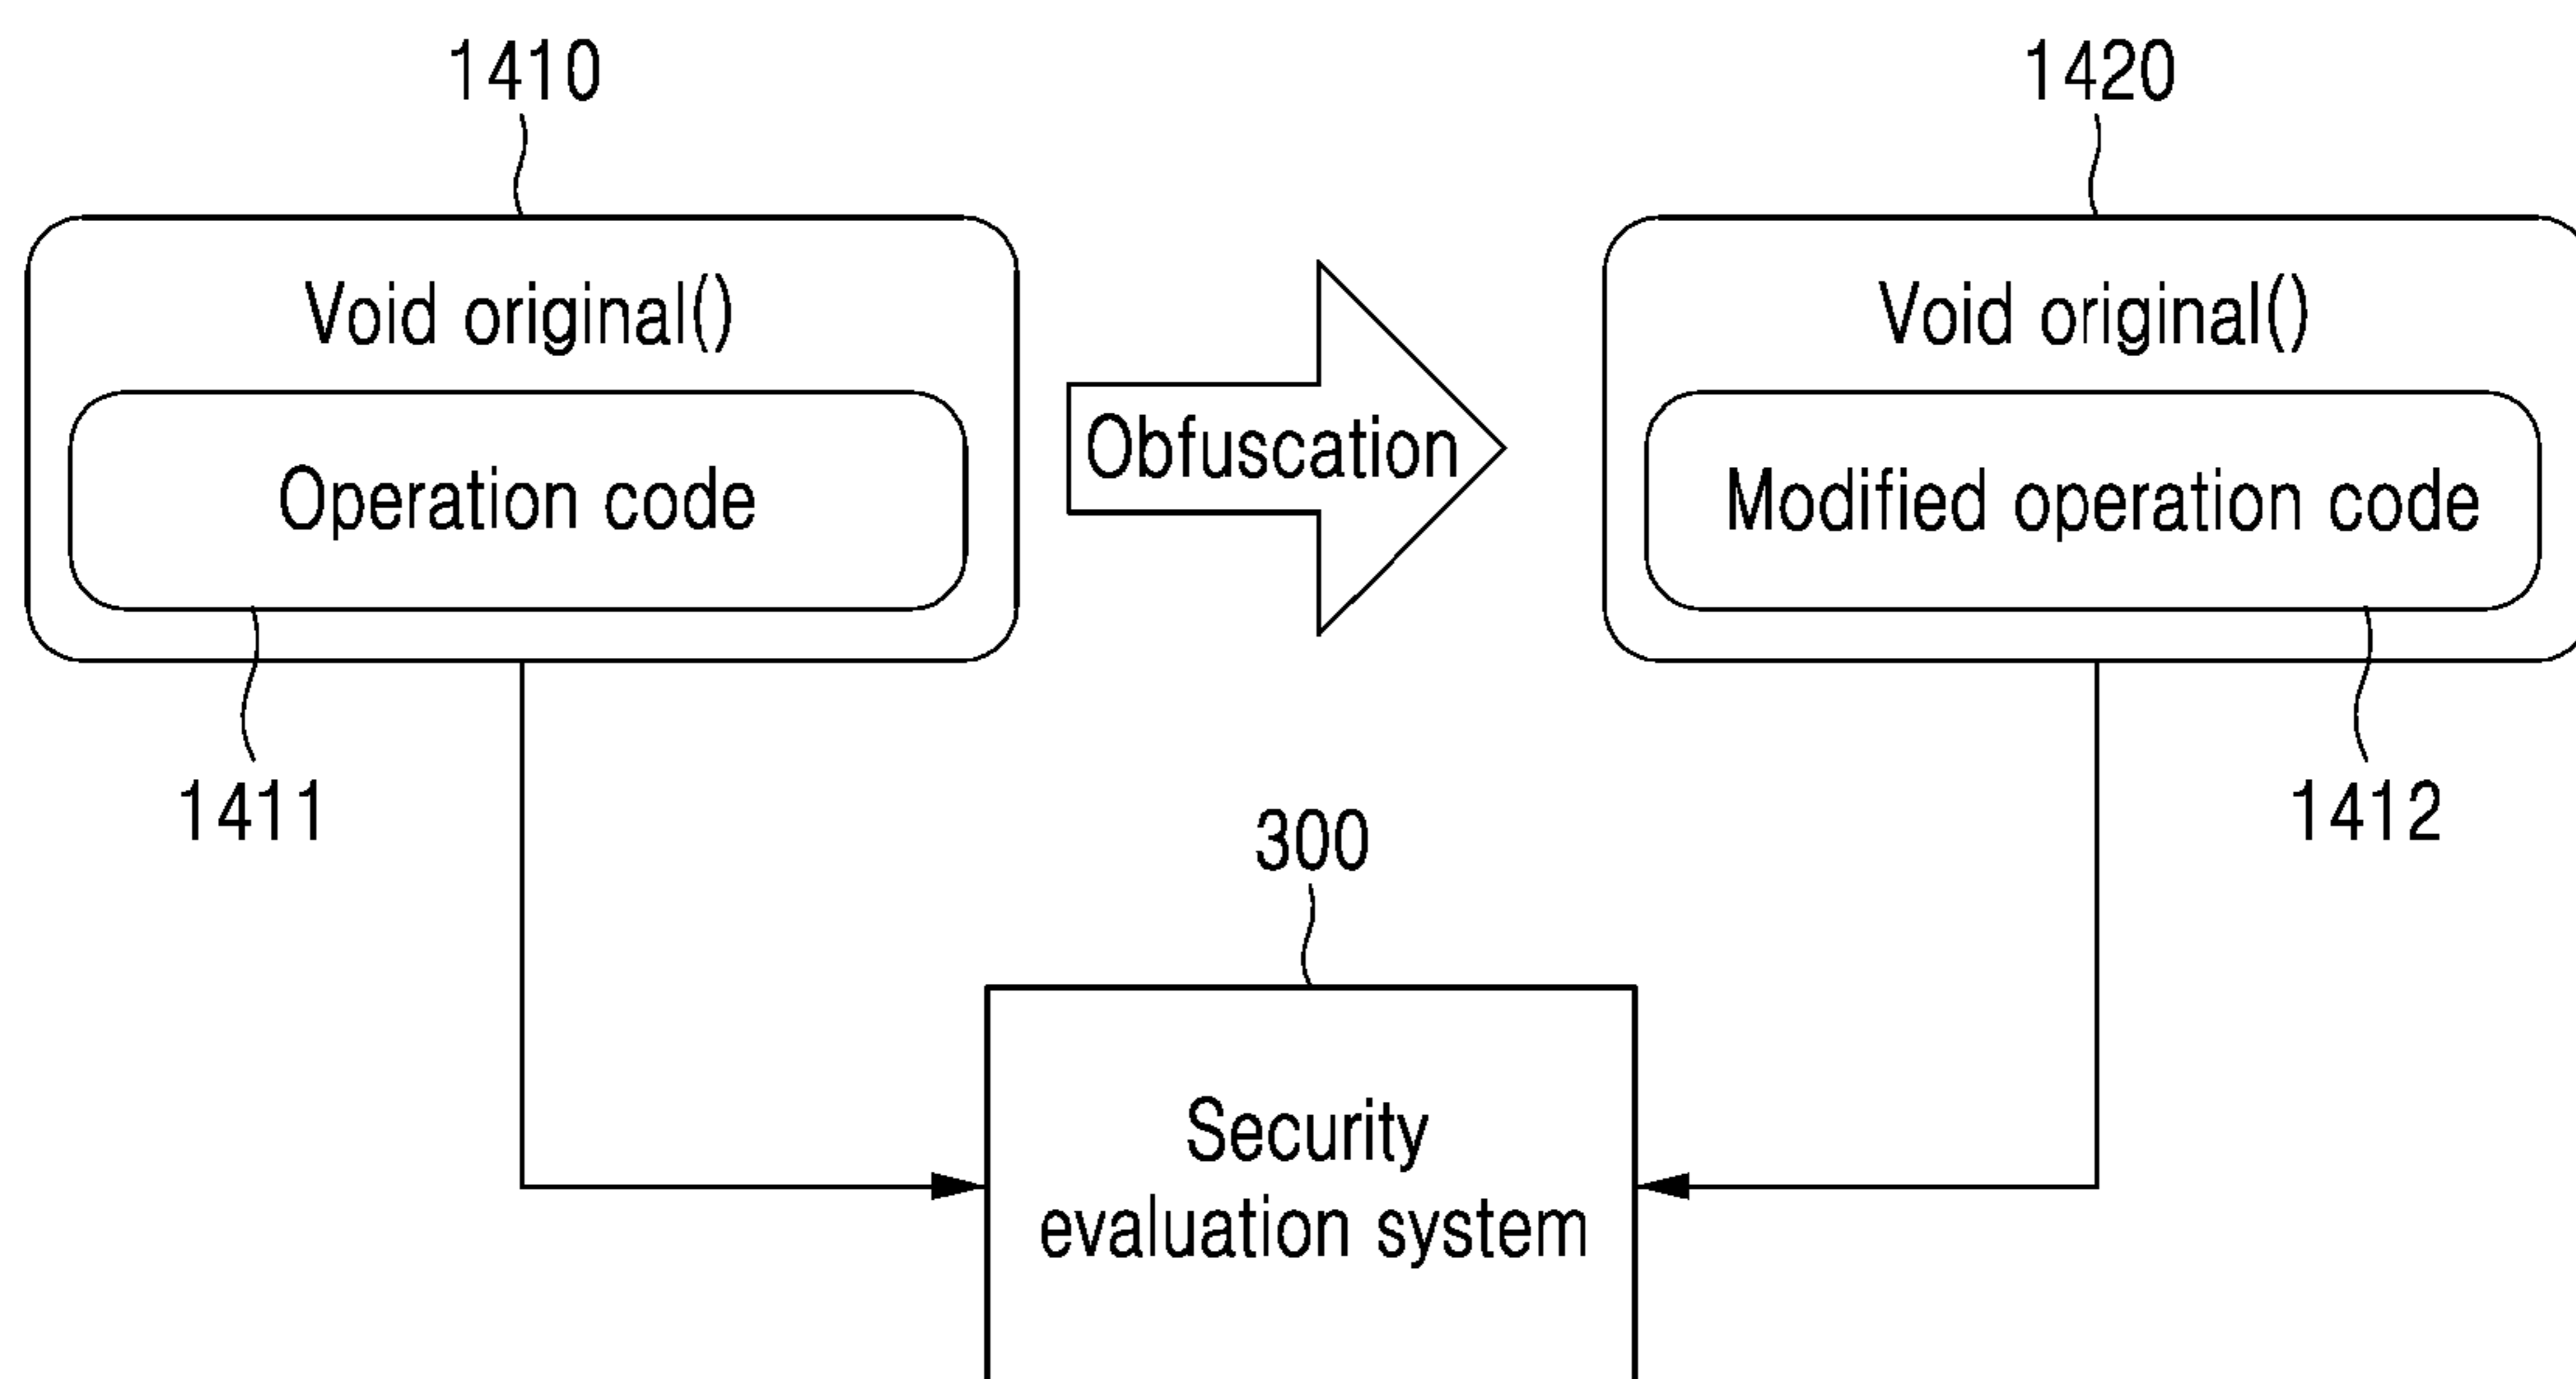 1410
1420
Void original()
Operation code
Obfuscation
Void original()
Modified operation code
1411
1412
300
Security
evaluation system